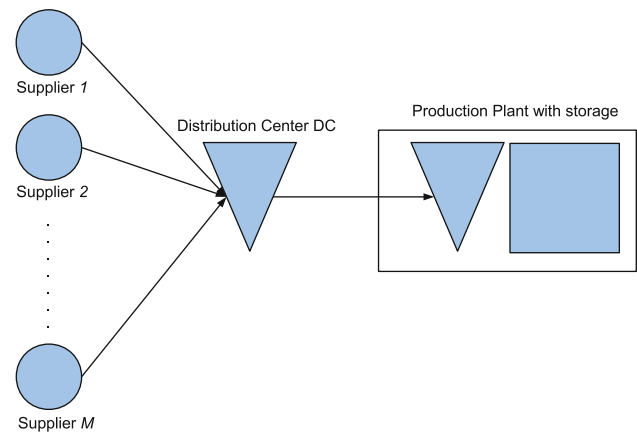 Supplier 1
Distribution Center DC
Production Plant with storage
Supplier 2
Supplier M